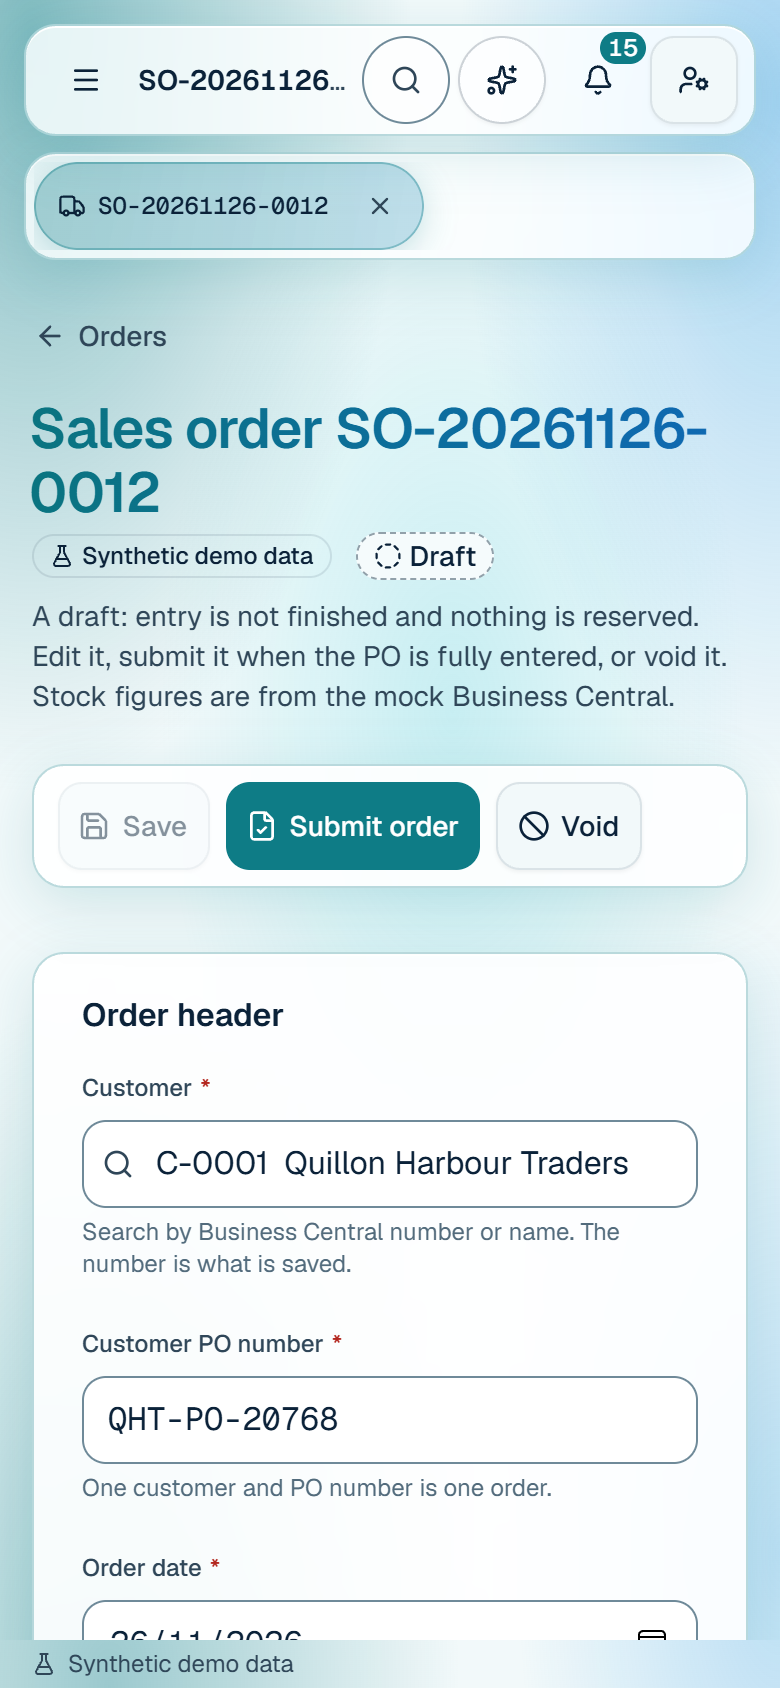 SO-20261126…
15
SO-20261126-0012
Orders
Sales order SO-20261126-
0012
Synthetic demo data
Draft
A draft: entry is not finished and nothing is reserved.
Edit it, submit it when the PO is fully entered, or void it.
Stock figures are from the mock Business Central.
Save
Submit order
Void
Order header
Customer *
C-0001 Quillon Harbour Traders
Search by Business Central number or name. The
number is what is saved.
Customer PO number *
QHT-PO-20768
One customer and PO number is one order.
Order date *
26/11/2026
Synthetic demo data